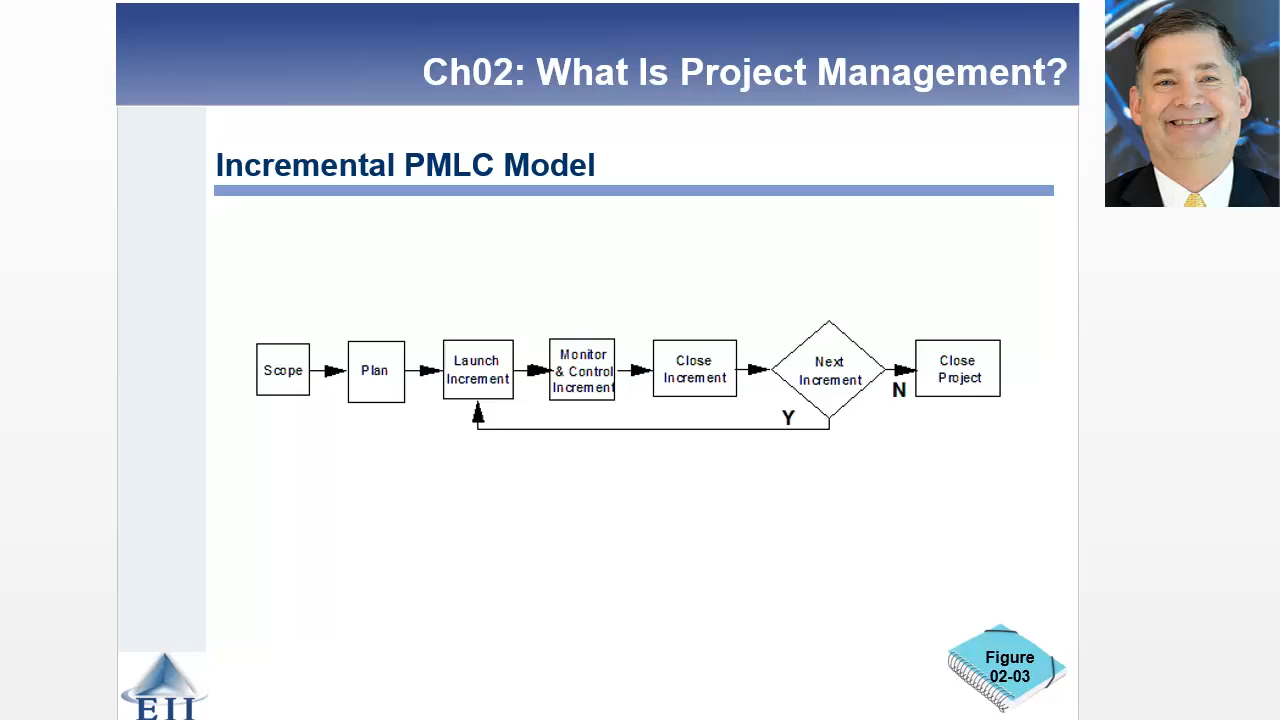 Ch02: What Is Project Management?
Incremental PMLC Model
Scope
Plan
Launch
Increment
Monitor
& Control
Increment
Close
Increment
Next
Increment
Y
N
Close
Project
Figure
02-03
EII